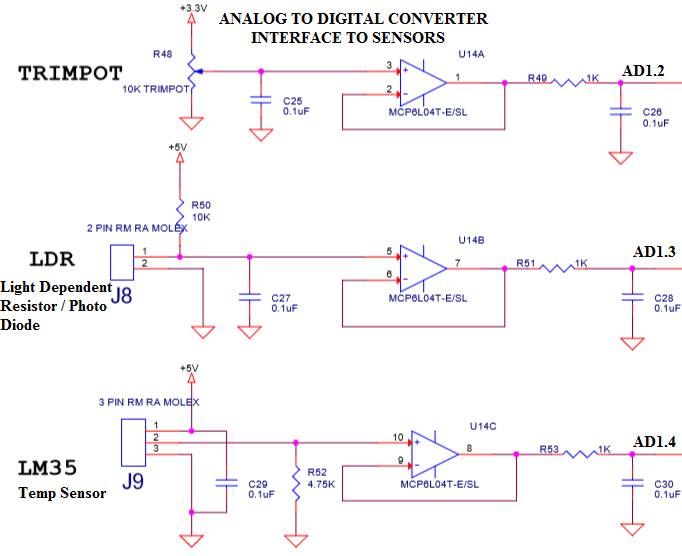 +3.3V
ANALOG TO DIGITAL CONVERTER
INTERFACE TO SENSORS
R48
TRIMPOT
10K TRIMPOT
C25
0.1uF
U14A
3
+
2
-
1
MCP6L04T-E/SL
R49
1K
AD1.2
C26
0.1uF
+5V
R50
10K
2 PIN RM RA MOLEX
LDR
1
2
Light Dependent
Resistor / Photo
Diode
J8
C27
0.1uF
U14B
5
+
6
-
7
MCP6L04T-E/SL
R51
1K
AD1.3
C28
0.1uF
+5V
3 PIN RM RA MOLEX
1
2
3
LM35
Temp Sensor
J9
C29
0.1uF
R52
4.75K
U14C
10
+
9
-
8
MCP6L04T-E/SL
R53
1K
AD1.4
C30
0.1uF